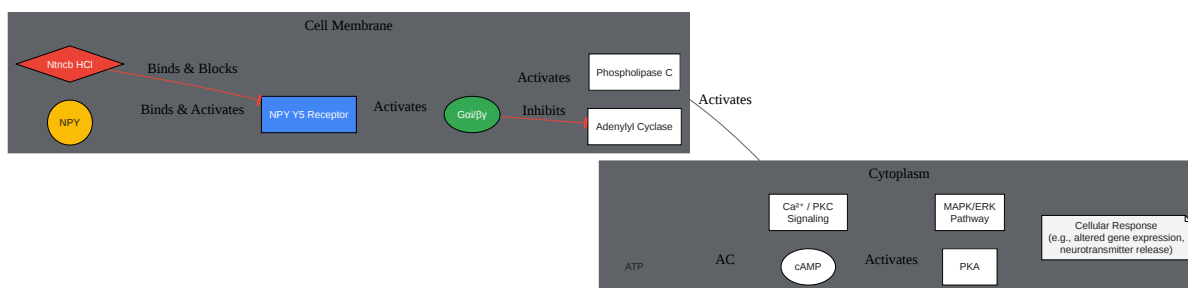 Cell Membrane
Ntncb HCl
Binds & Blocks
Phospholipase C
Activates
Activates
Binds & Activates
Activates
NPY
NPY Y5 Receptor
Gαi/βγ
Inhibits
Adenylyl Cyclase
Cytoplasm
Ca²⁺ / PKC
Signaling
MAPK/ERK
Pathway
Cellular Response
(e.g., altered gene expression,
neurotransmitter release)
ATP
AC
cAMP
Activates
PKA